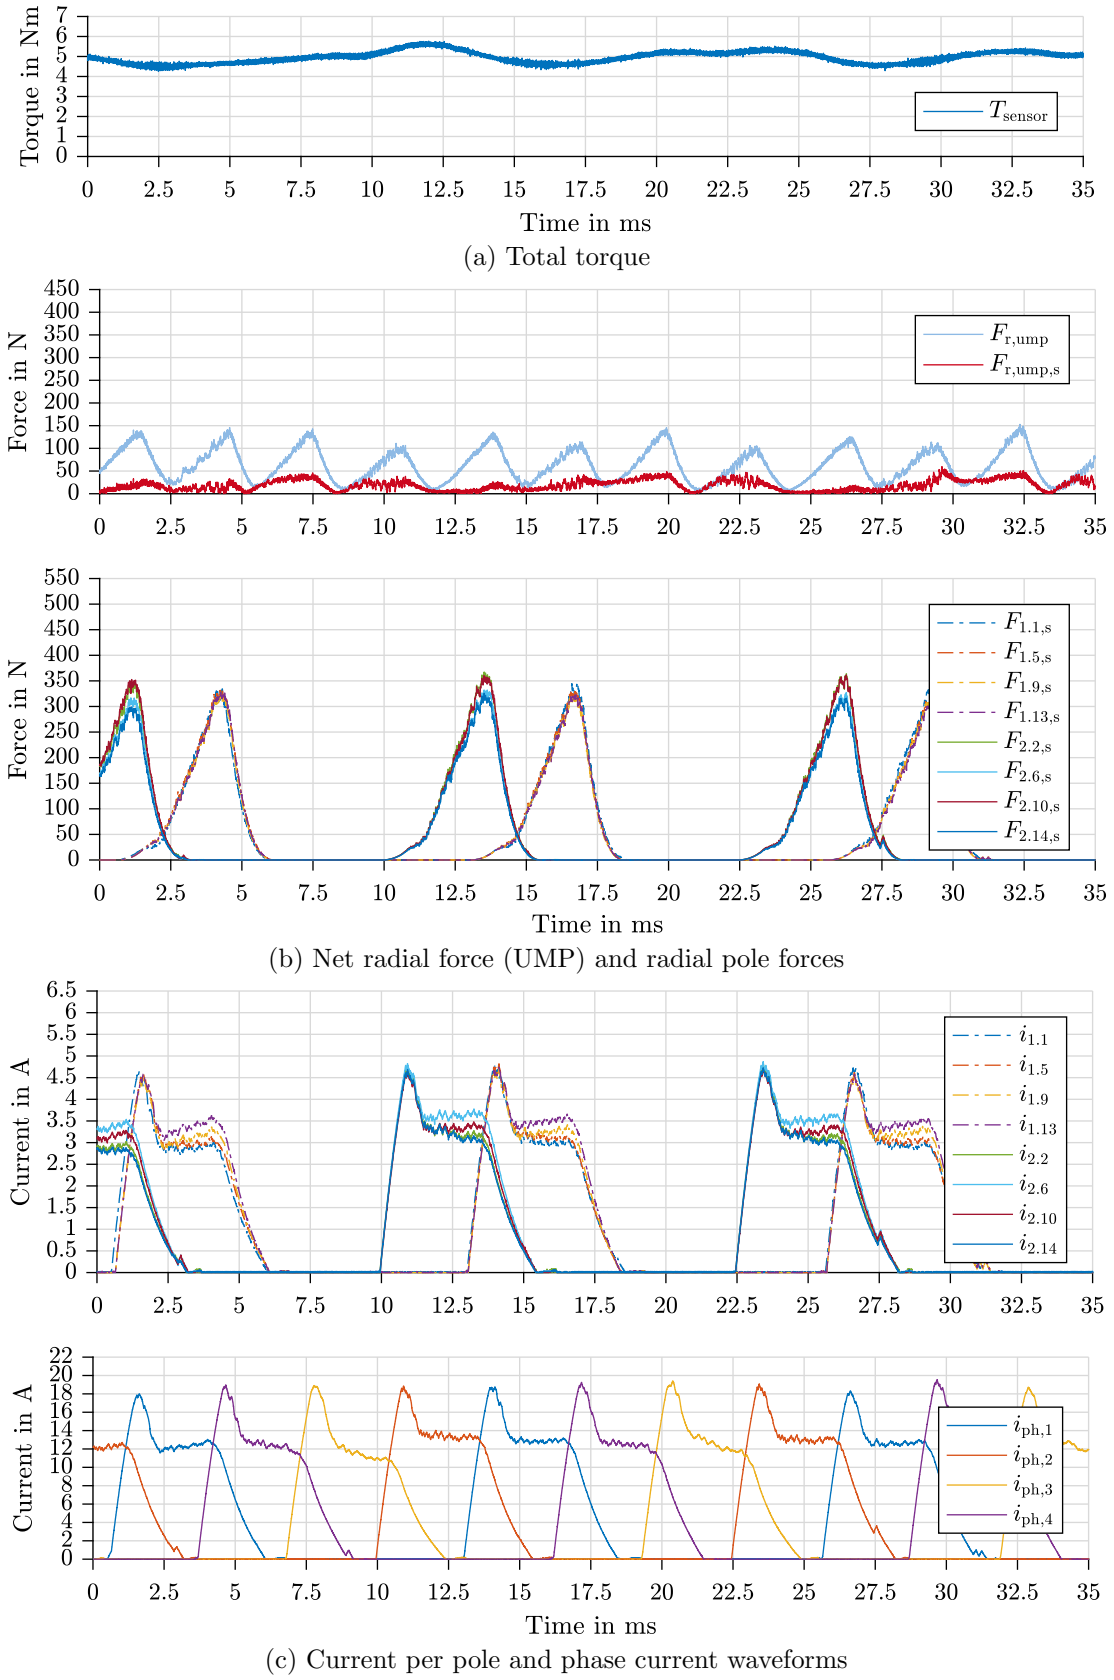 7
6
5
4
3
2
1
0
Torque in Nm
T_sensor
0 2.5 5 7.5 10 12.5 15 17.5 20 22.5 25 27.5 30 32.5 35
Time in ms
(a) Total torque
450
400
350
300
250
200
150
100
50
0
Force in N
F_r,ump
F_r,ump,s
0 2.5 5 7.5 10 12.5 15 17.5 20 22.5 25 27.5 30 32.5 35
550
500
450
400
350
300
250
200
150
100
50
0
Force in N
F_1.1,s
F_1.5,s
F_1.9,s
F_1.13,s
F_2.2,s
F_2.6,s
F_2.10,s
F_2.14,s
0 2.5 5 7.5 10 12.5 15 17.5 20 22.5 25 27.5 30 32.5 35
Time in ms
(b) Net radial force (UMP) and radial pole forces
6.5
6
5.5
5
4.5
4
3.5
3
2.5
2
1.5
1
0.5
0
Current in A
i_1.1
i_1.5
i_1.9
i_1.13
i_2.2
i_2.6
i_2.10
i_2.14
0 2.5 5 7.5 10 12.5 15 17.5 20 22.5 25 27.5 30 32.5 35
22
20
18
16
14
12
10
8
6
4
2
0
Current in A
i_ph,1
i_ph,2
i_ph,3
i_ph,4
0 2.5 5 7.5 10 12.5 15 17.5 20 22.5 25 27.5 30 32.5 35
Time in ms
(c) Current per pole and phase current waveforms